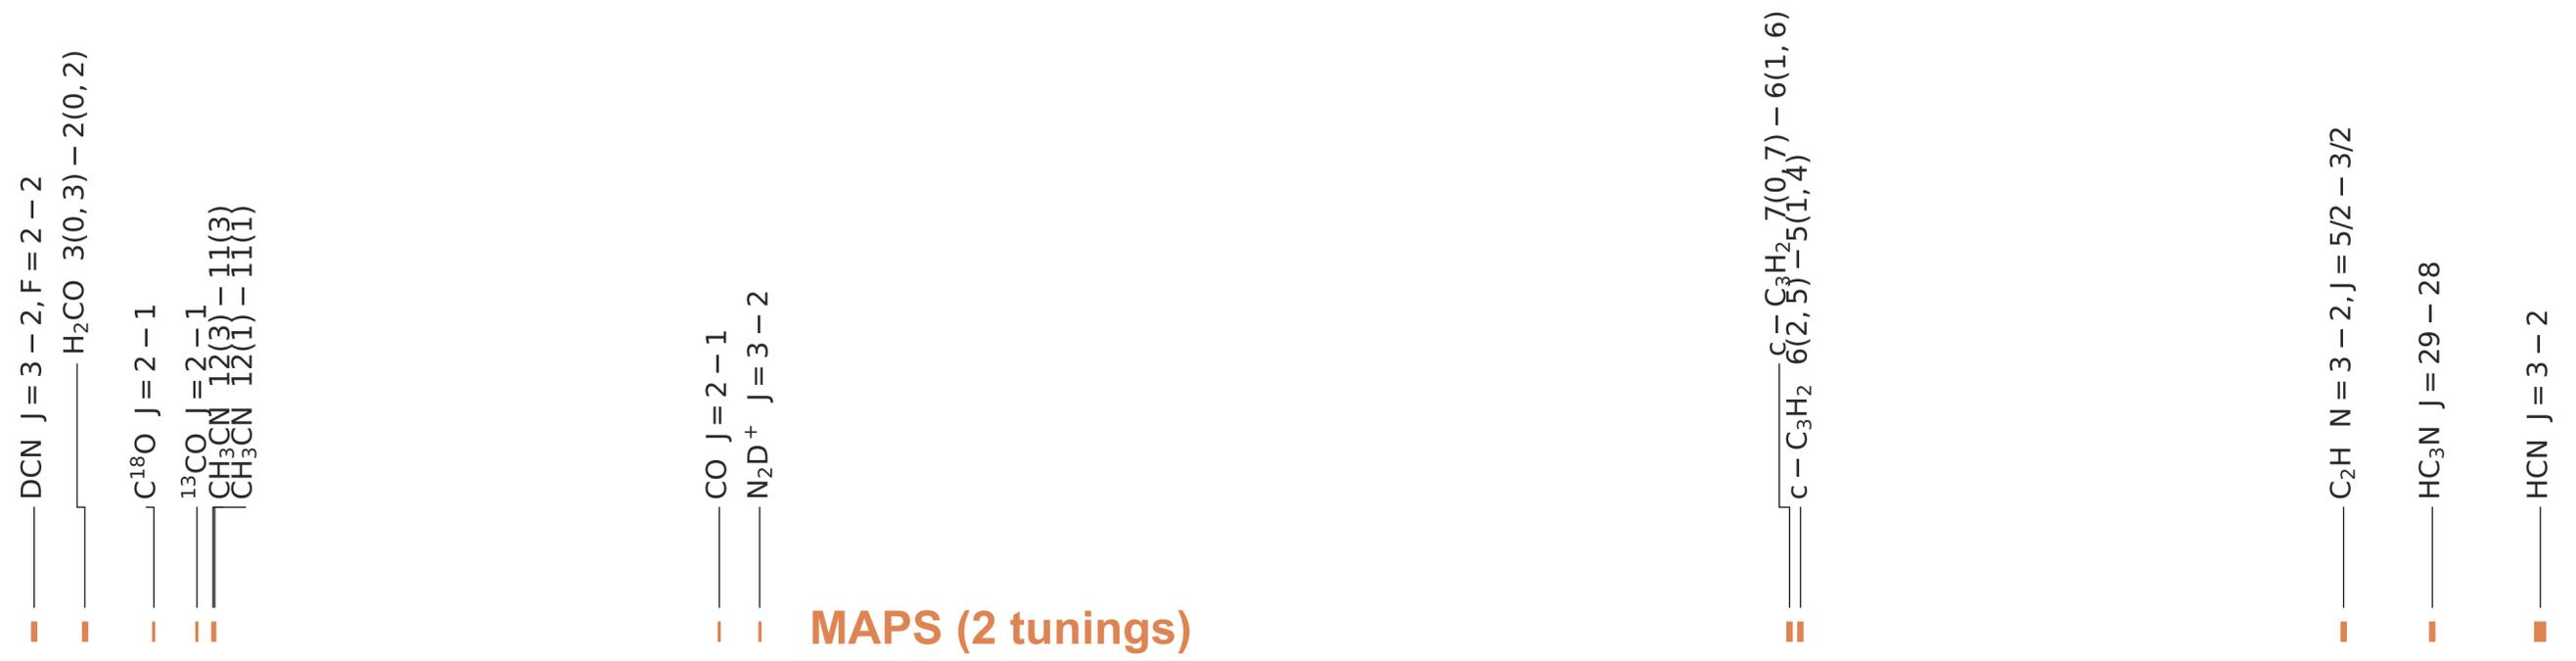 DCN J = 3 − 2, F = 2 − 2
H₂CO 3(0, 3) − 2(0, 2)
C¹⁸O J = 2 − 1
¹³CO J = 2 − 1
CH₃CN 12(3) − 11(3)
CH₃CN 12(1) − 11(1)
CO J = 2 − 1
N₂D⁺ J = 3 − 2
c − C₃H₂ 7(0, 7) − 6(1, 6)
c − C₃H₂ 6(2, 5) − 5(1, 4)
C₂H N = 3 − 2, J = 5/2 − 3/2
HC₃N J = 29 − 28
HCN J = 3 − 2
MAPS (2 tunings)